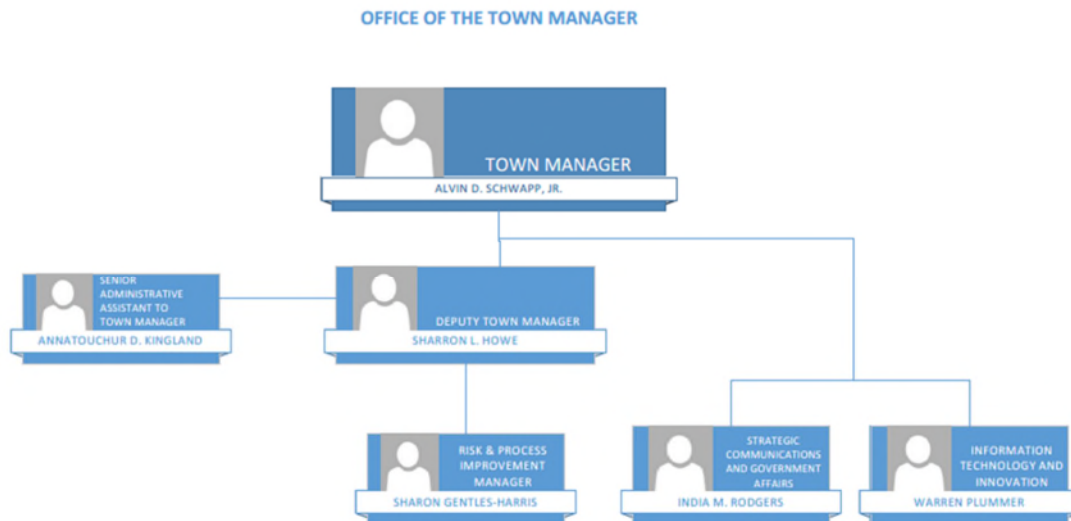 OFFICE OF THE TOWN MANAGER
TOWN MANAGER
ALVIN D. SCHWAPP, JR.
SENIOR
ADMINISTRATIVE
ASSISTANT TO
TOWN MANAGER
ANNATOUCHUR D. KINGLAND
DEPUTY TOWN MANAGER
SHARRON L. HOWE
RISK & PROCESS
IMPROVEMENT
MANAGER
SHARON GENTLES-HARRIS
STRATEGIC
COMMUNICATIONS
AND GOVERNMENT
AFFAIRS
INDIA M. RODGERS
INFORMATION
TECHNOLOGY AND
INNOVATION
WARREN PLUMMER